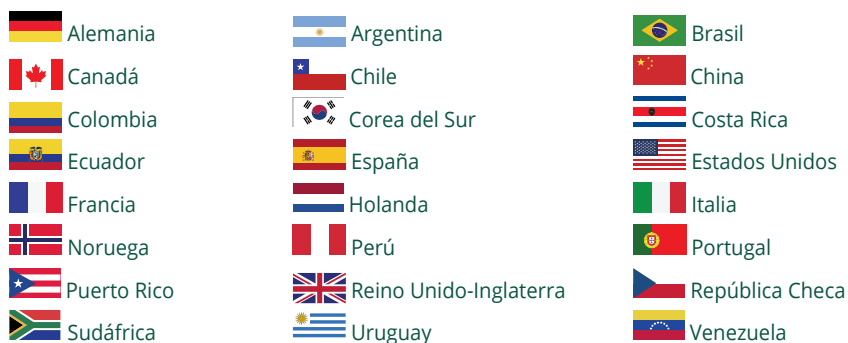 Alemania Argentina Brasil
Canadá Chile China
Colombia Corea del Sur Costa Rica
Ecuador España Estados Unidos
Francia Holanda Italia
Noruega Perú Portugal
Puerto Rico Reino Unido-Inglaterra República Checa
Sudáfrica Uruguay Venezuela